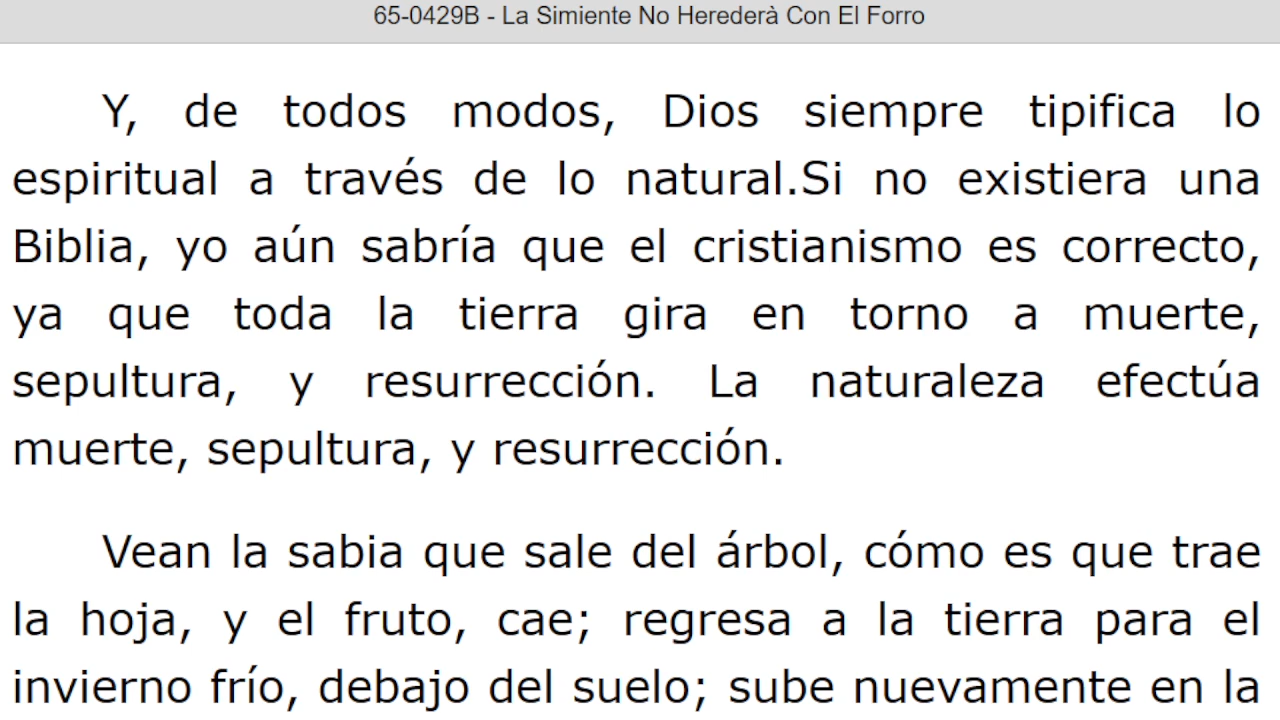 65-0429B - La Simiente No Herederà Con El Forro
Y, de todos modos, Dios siempre tipifica lo
espiritual a través de lo natural.Si no existiera una
Biblia, yo aún sabría que el cristianismo es correcto,
ya que toda la tierra gira en torno a muerte,
sepultura, y resurrección. La naturaleza efectúa
muerte, sepultura, y resurrección.
Vean la sabia que sale del árbol, cómo es que trae
la hoja, y el fruto, cae; regresa a la tierra para el
invierno frío, debajo del suelo; sube nuevamente en la